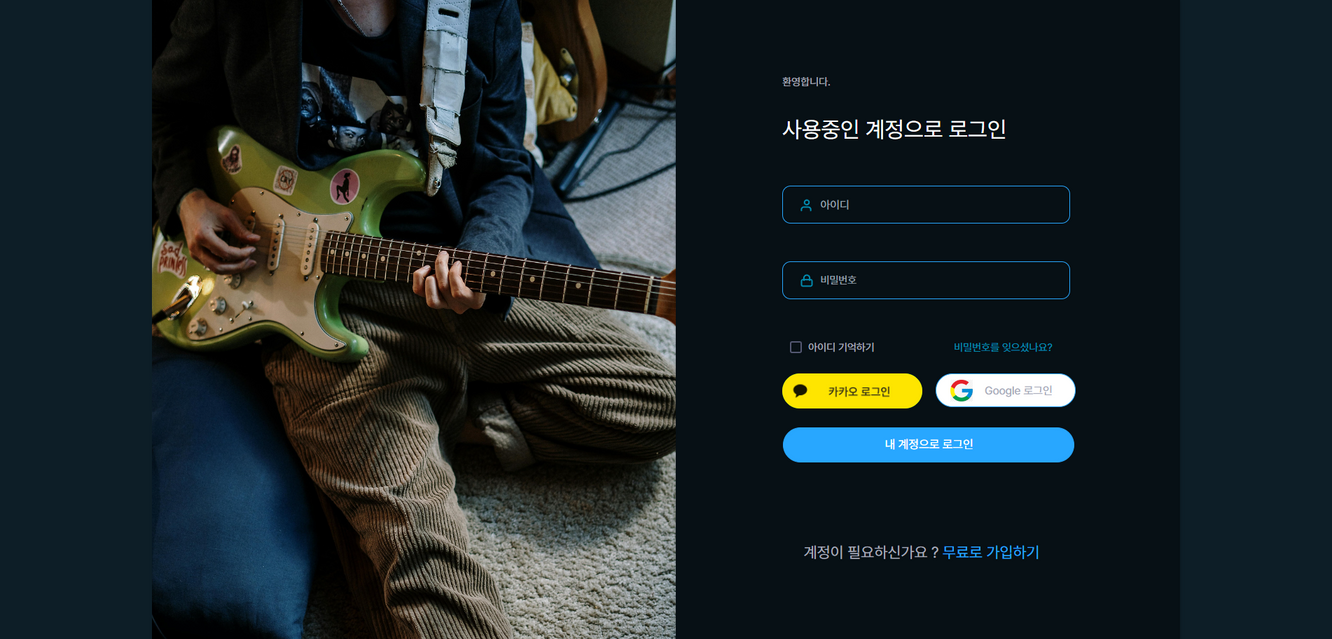 환영합니다.
사용중인 계정으로 로그인
아이디
비밀번호
아이디 기억하기
비밀번호를 잊으셨나요?
카카오 로그인
Google 로그인
내 계정으로 로그인
계정이 필요하신가요 ? 무료로 가입하기
sad
PRINTS